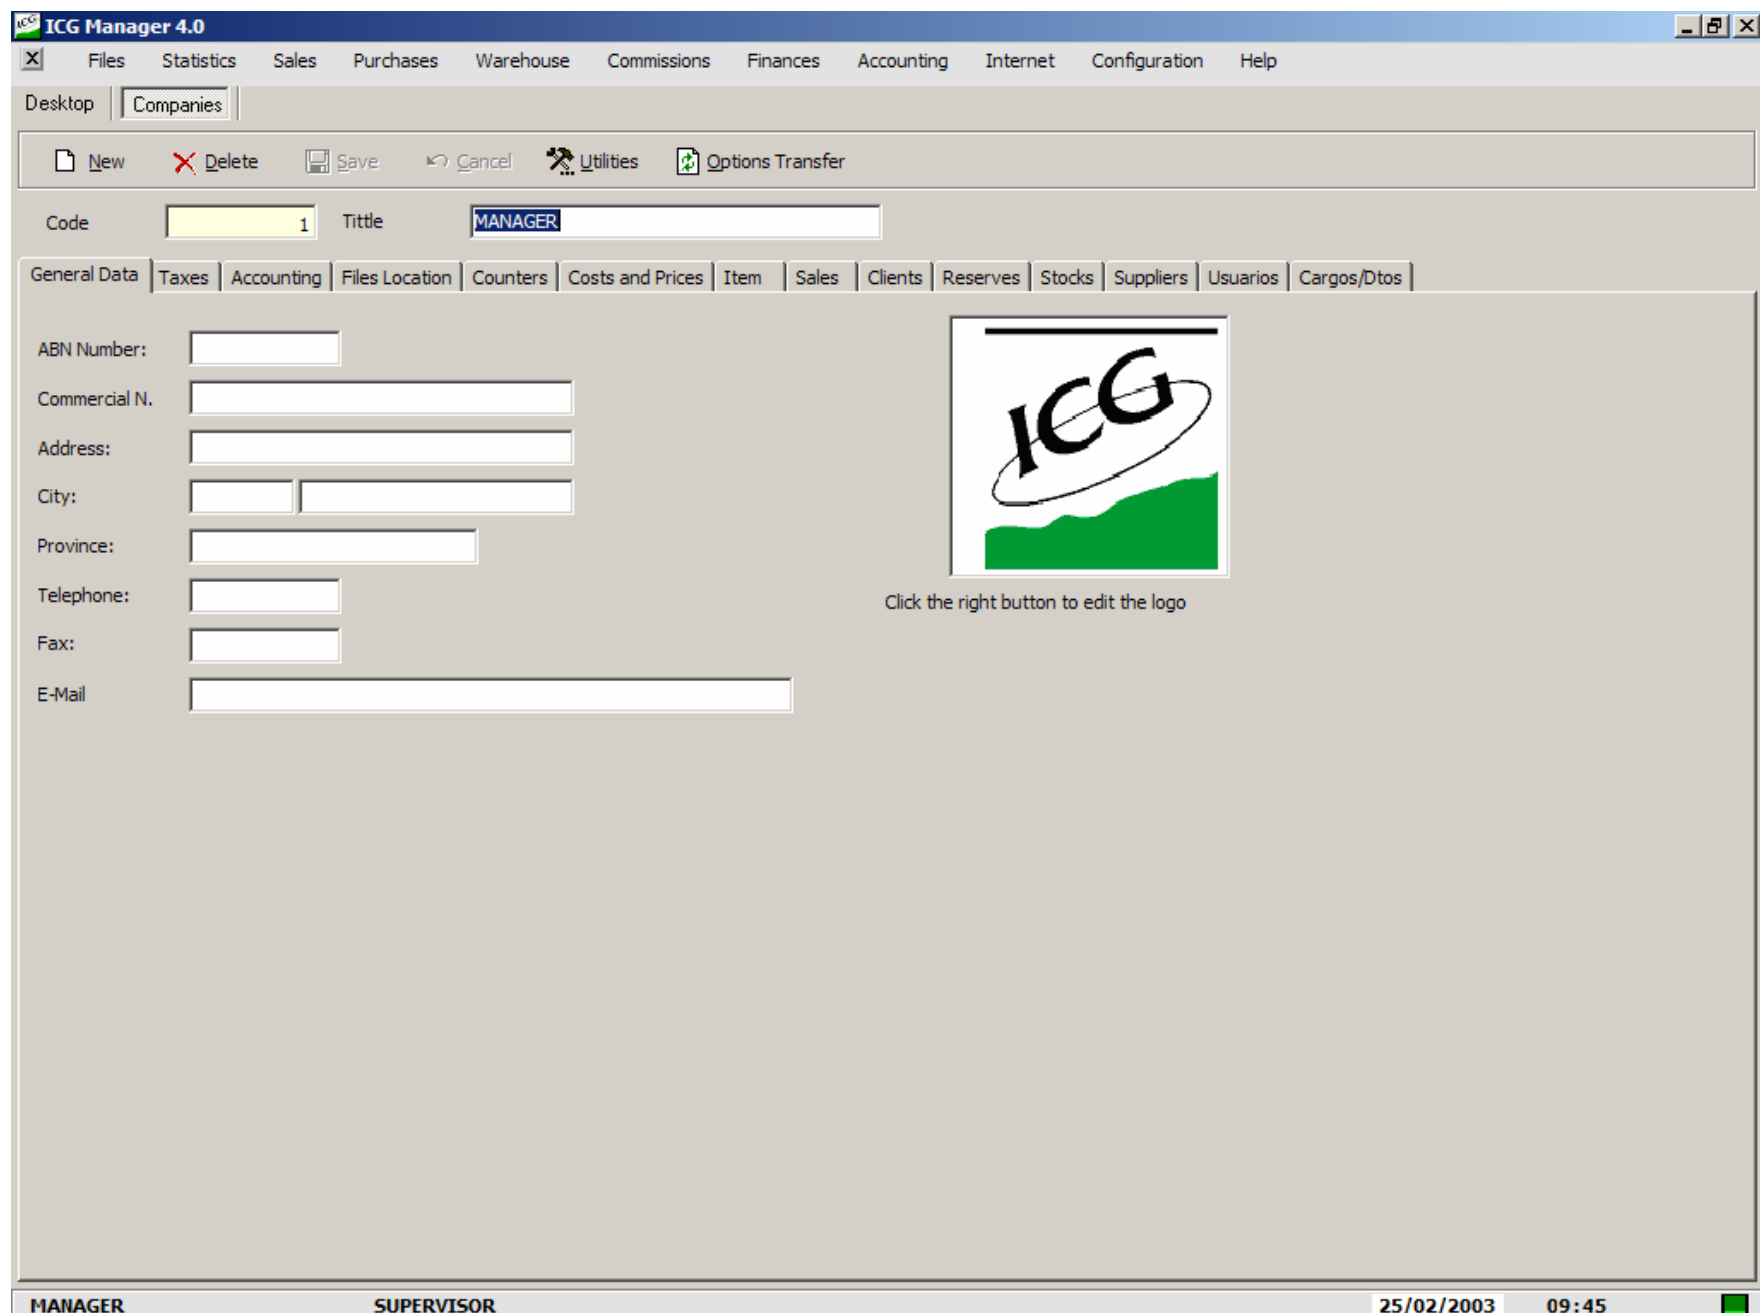 ICG Manager 4.0
X Files Statistics Sales Purchases Warehouse Commissions Finances Accounting Internet Configuration Help
Desktop Companies
New Delete Save Cancel Utilities Options Transfer
Code 1 Tittle MANAGER
General Data Taxes Accounting Files Location Counters Costs and Prices Item Sales Clients Reserves Stocks Suppliers Usuarios Cargos/Dtos
ABN Number:
Commercial N.
Address:
City:
Province:
Telephone:
Fax:
E-Mail
ICG
Click the right button to edit the logo
MANAGER SUPERVISOR 25/02/2003 09:45